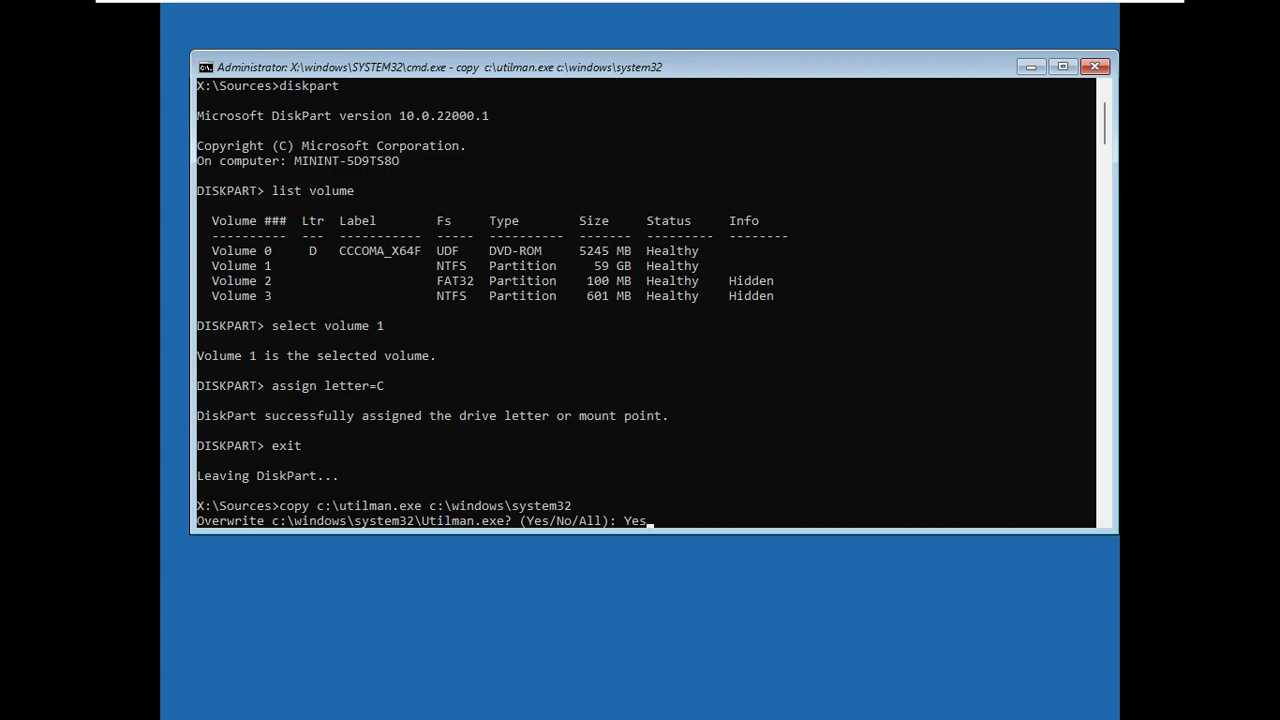 Administrator: X:\windows\SYSTEM32\cmd.exe - copy c:\utilman.exe c:\windows\system32
X:\Sources>diskpart
Microsoft DiskPart version 10.0.22000.1
Copyright (C) Microsoft Corporation.
On computer: MININT-5D9TS8O
DISKPART> list volume
Volume ### Ltr Label Fs Type Size Status Info
---------- --- ----------- ----- ---------- ------- --------- --------
Volume 0 D CCCOMA_X64F UDF DVD-ROM 5245 MB Healthy
Volume 1 NTFS Partition 59 GB Healthy
Volume 2 FAT32 Partition 100 MB Healthy Hidden
Volume 3 NTFS Partition 601 MB Healthy Hidden
DISKPART> select volume 1
Volume 1 is the selected volume.
DISKPART> assign letter=C
DiskPart successfully assigned the drive letter or mount point.
DISKPART> exit
Leaving DiskPart...
X:\Sources>copy c:\utilman.exe c:\windows\system32
Overwrite c:\windows\system32\Utilman.exe? (Yes/No/All): Yes